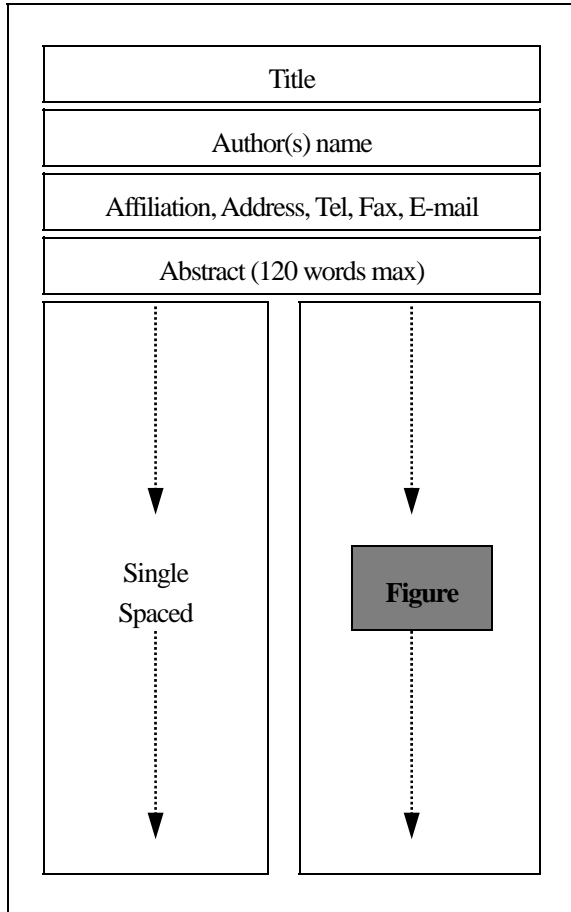 Title
Author(s) name
Affiliation, Address, Tel, Fax, E-mail
Abstract (120 words max)
Single
Spaced
Figure